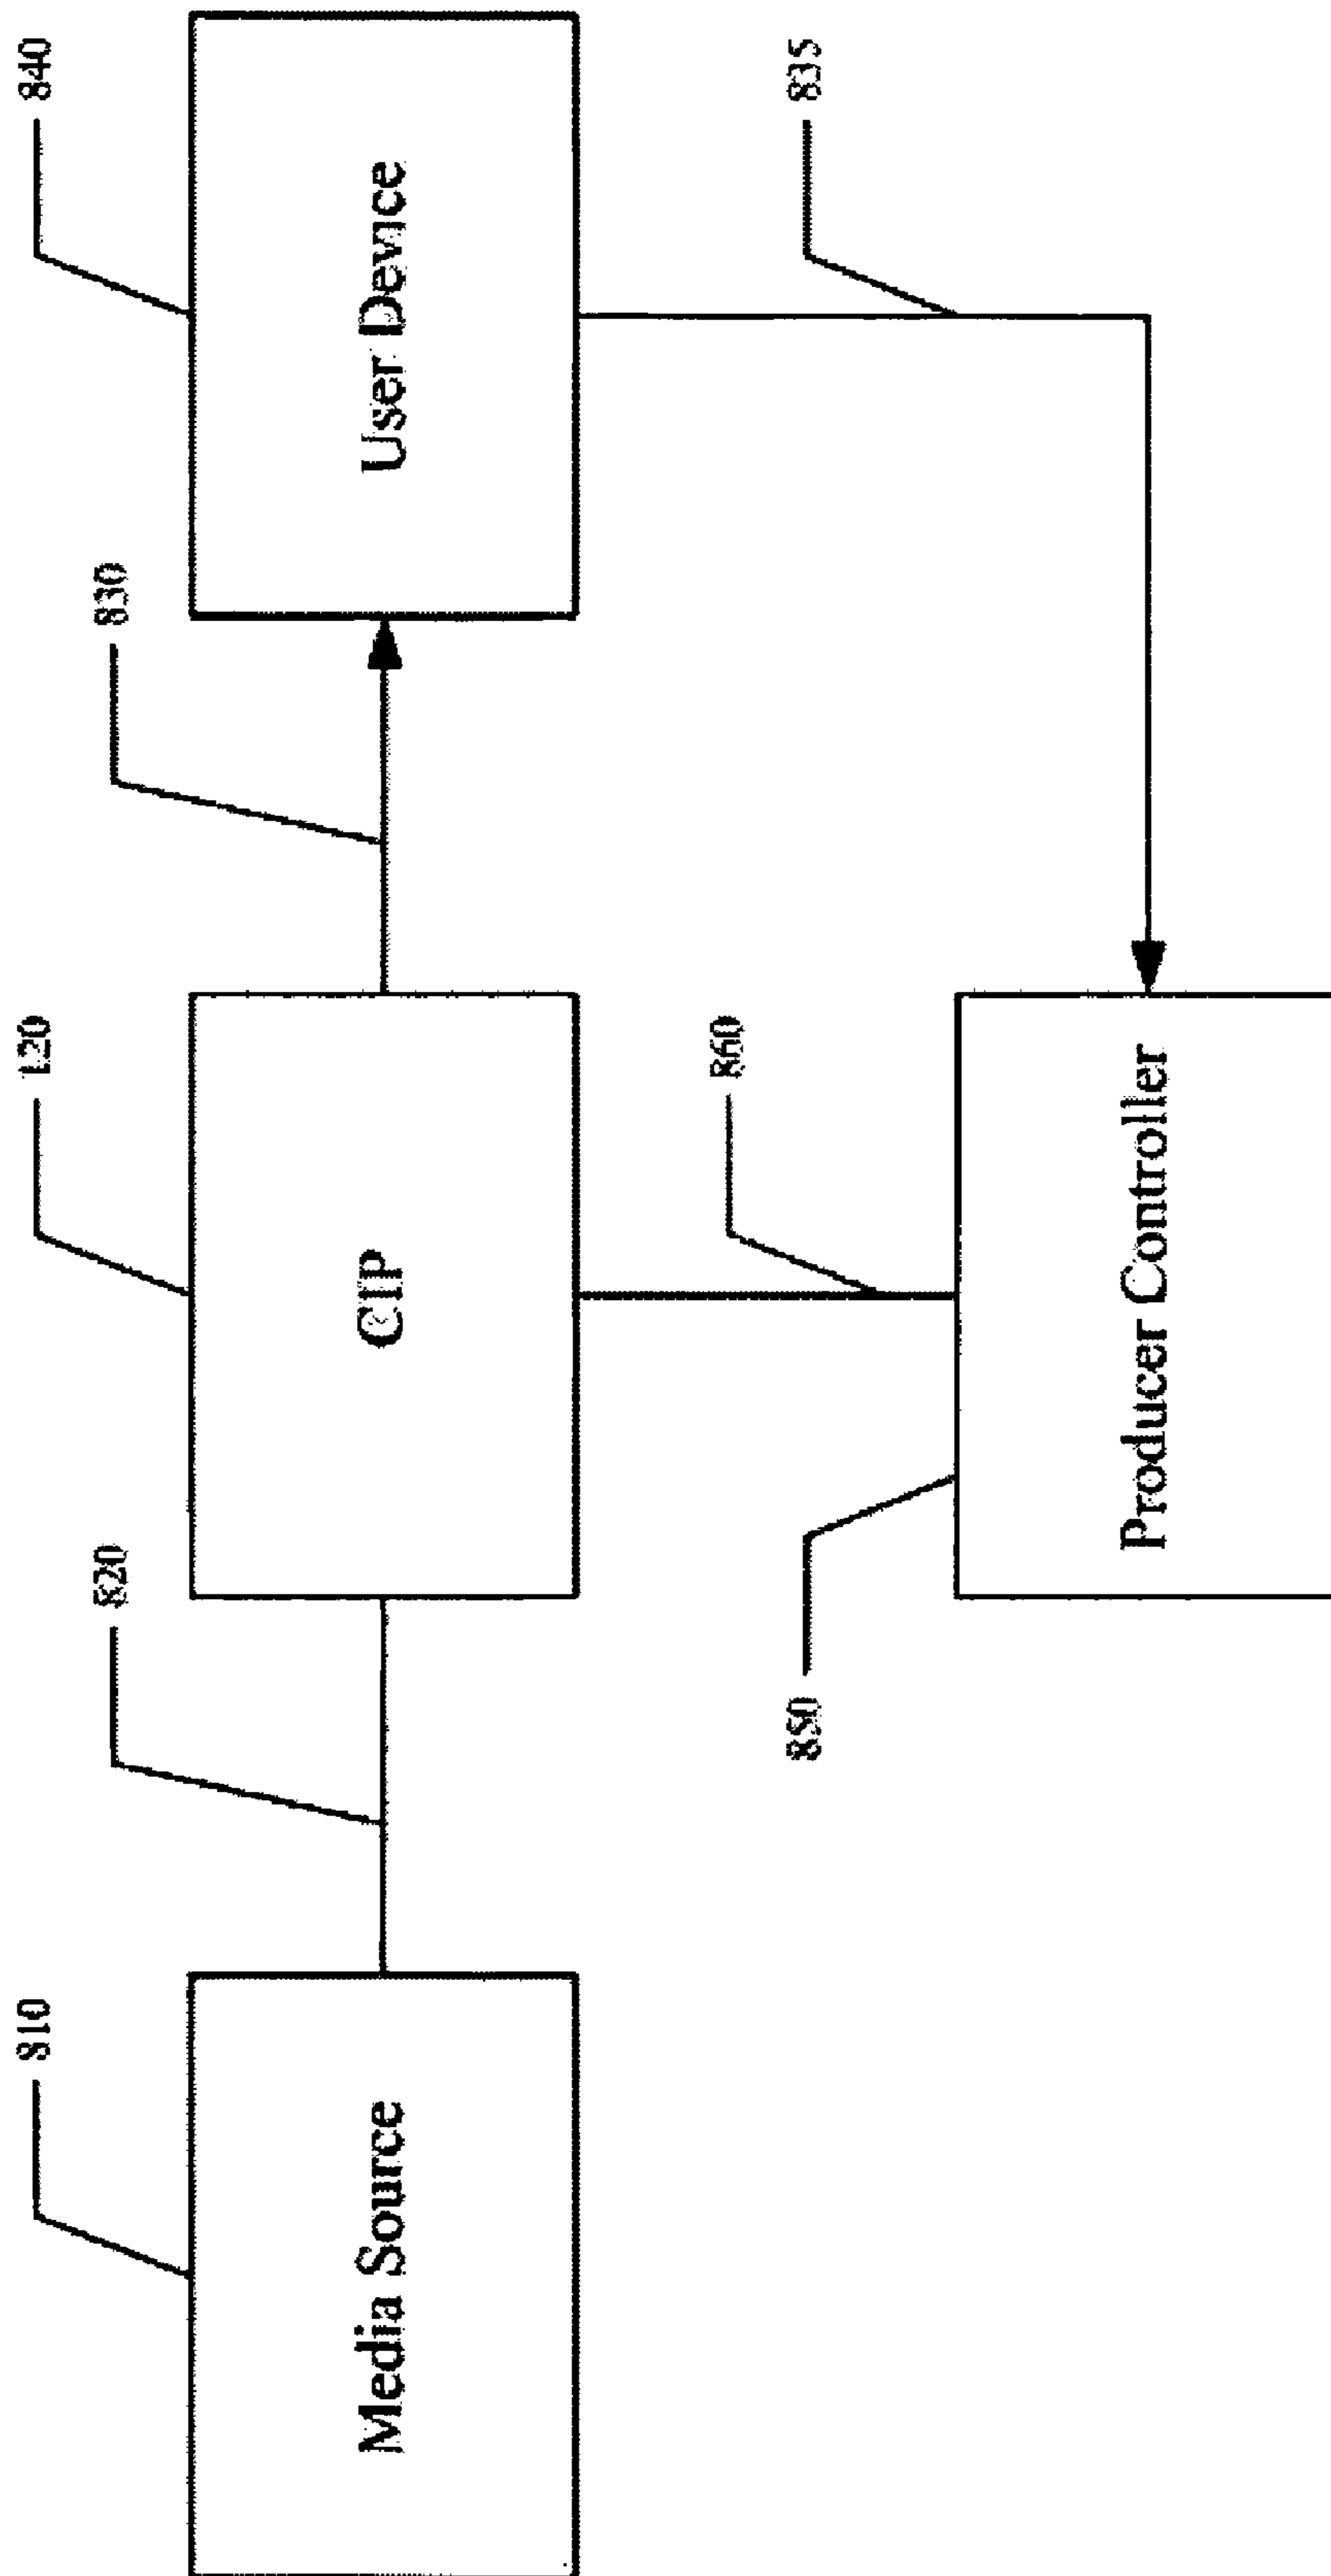 810
120
840
820
830
Media Source
CIP
User Device
860
850
835
Producer Controller